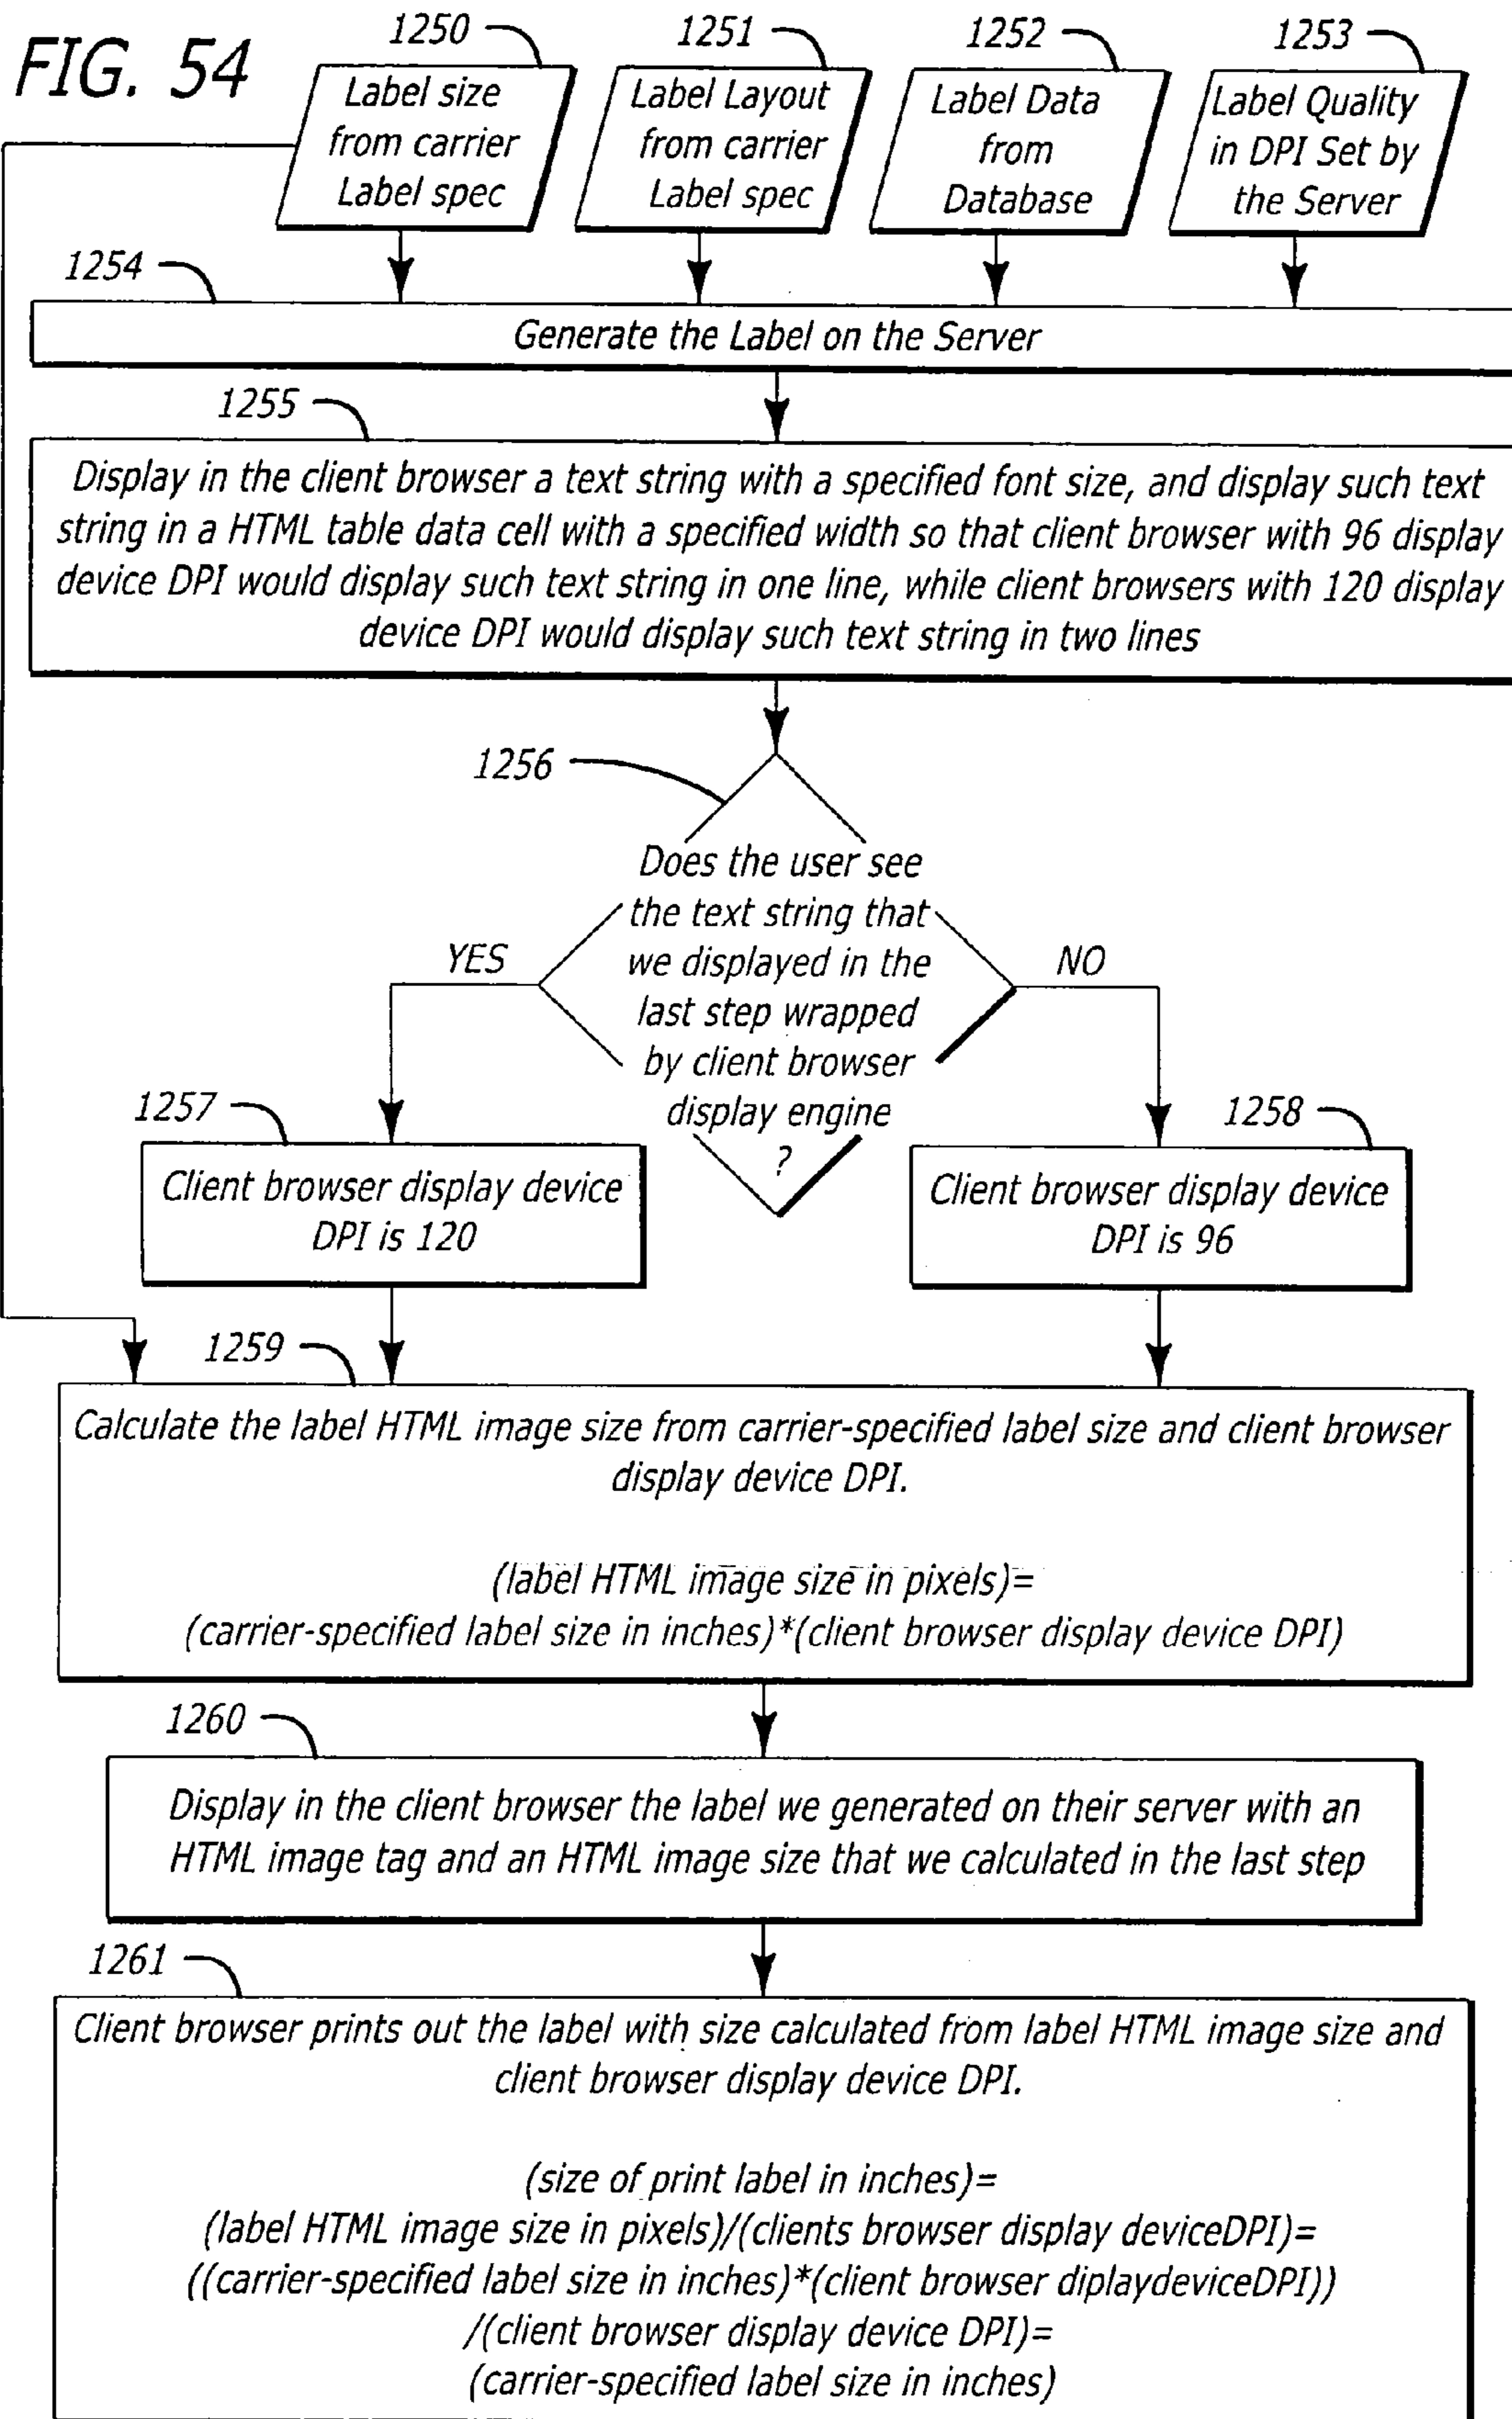 FIG. 54
1250
1251
1252
1253
Label size
from carrier
Label spec
Label Layout
from carrier
Label spec
Label Data
from
Database
Label Quality
in DPI Set by
the Server
1254
Generate the Label on the Server
1255
Display in the client browser a text string with a specified font size, and display such text
string in a HTML table data cell with a specified width so that client browser with 96 display
device DPI would display such text string in one line, while client browsers with 120 display
device DPI would display such text string in two lines
1256
Does the user see
the text string that
we displayed in the
last step wrapped
by client browser
display engine
?
YES
NO
1257
Client browser display device
DPI is 120
1258
Client browser display device
DPI is 96
1259
Calculate the label HTML image size from carrier-specified label size and client browser
display device DPI.
(label HTML image size in pixels)=
(carrier-specified label size in inches)*(client browser display device DPI)
1260
Display in the client browser the label we generated on their server with an
HTML image tag and an HTML image size that we calculated in the last step
1261
Client browser prints out the label with size calculated from label HTML image size and
client browser display device DPI.
(size of print label in inches)=
(label HTML image size in pixels)/(clients browser display deviceDPI)=
((carrier-specified label size in inches)*(client browser diplaydeviceDPI))
/(client browser display device DPI)=
(carrier-specified label size in inches)